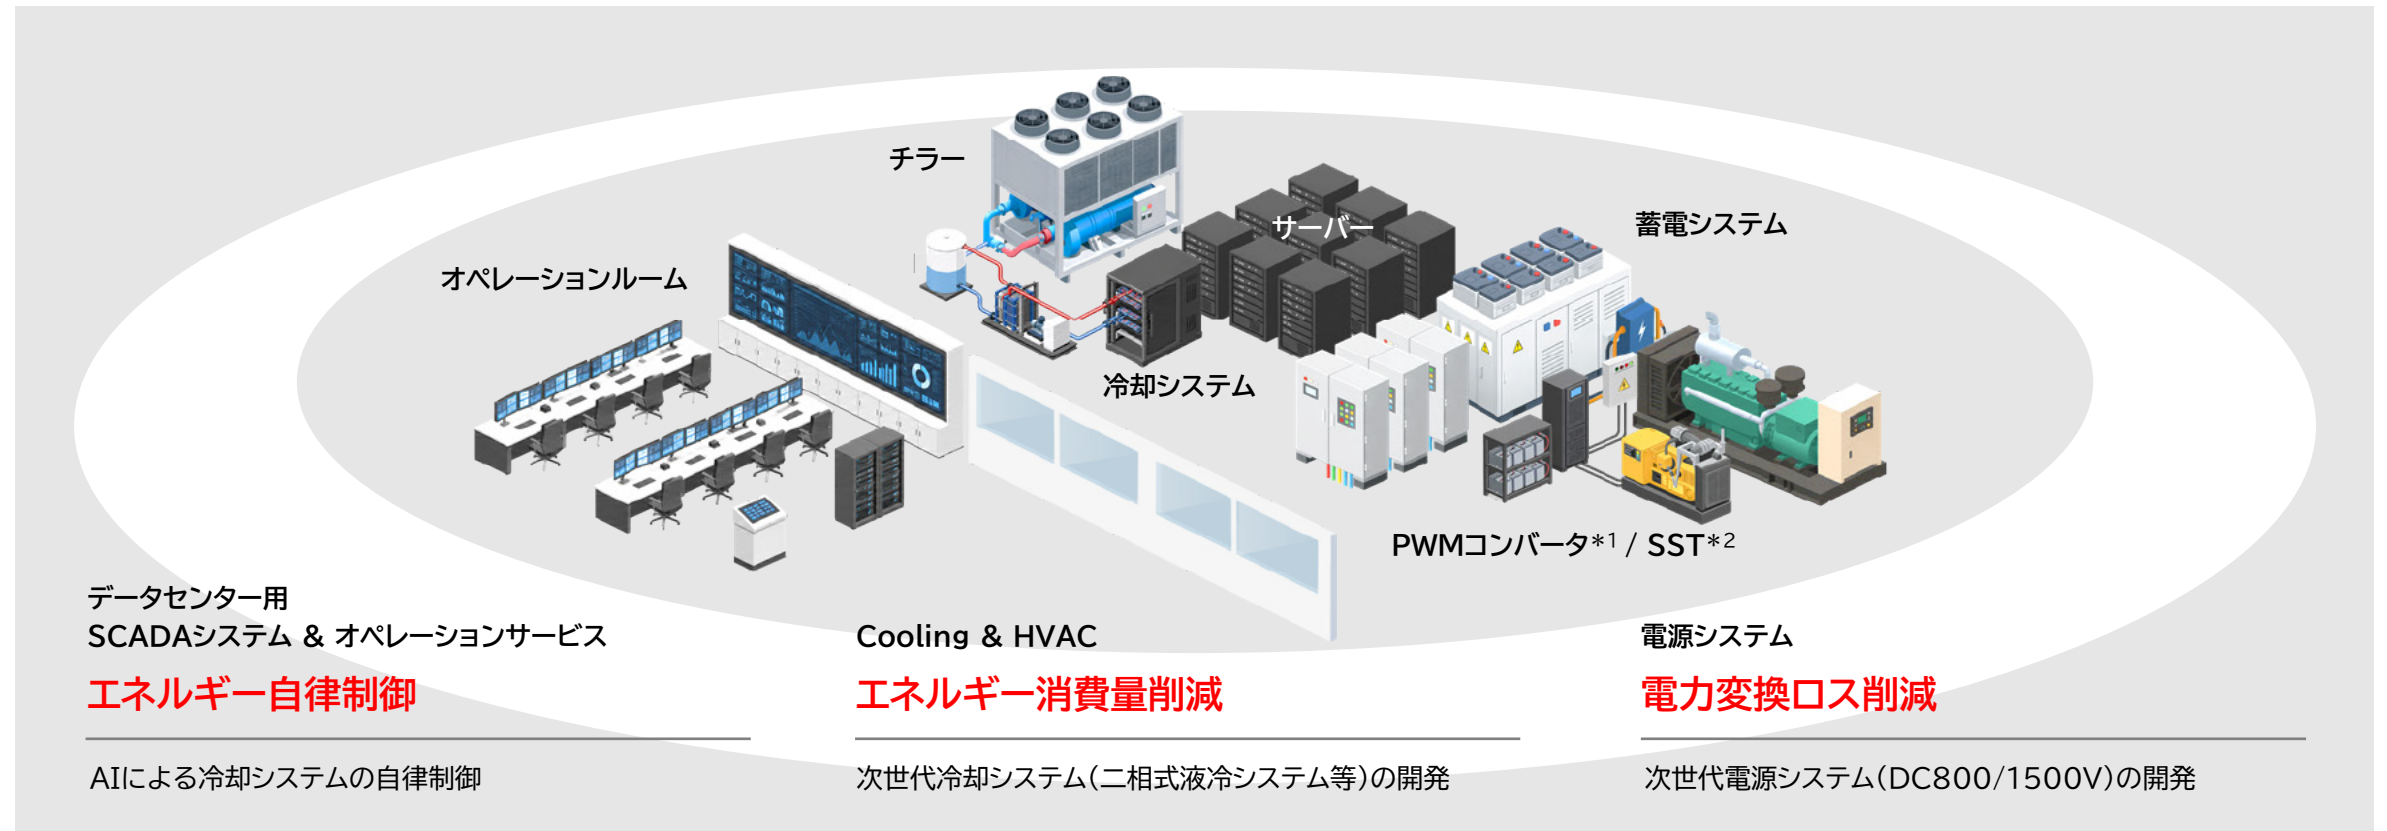 チラー
サーバー
蓄電システム
オペレーションルーム
冷却システム
PWMコンバータ*1 / SST*2
データセンター用
SCADAシステム & オペレーションサービス
エネルギー自律制御
AIによる冷却システムの自律制御
Cooling & HVAC
エネルギー消費量削減
次世代冷却システム(二相式液冷システム等)の開発
電源システム
電力変換ロス削減
次世代電源システム(DC800/1500V)の開発